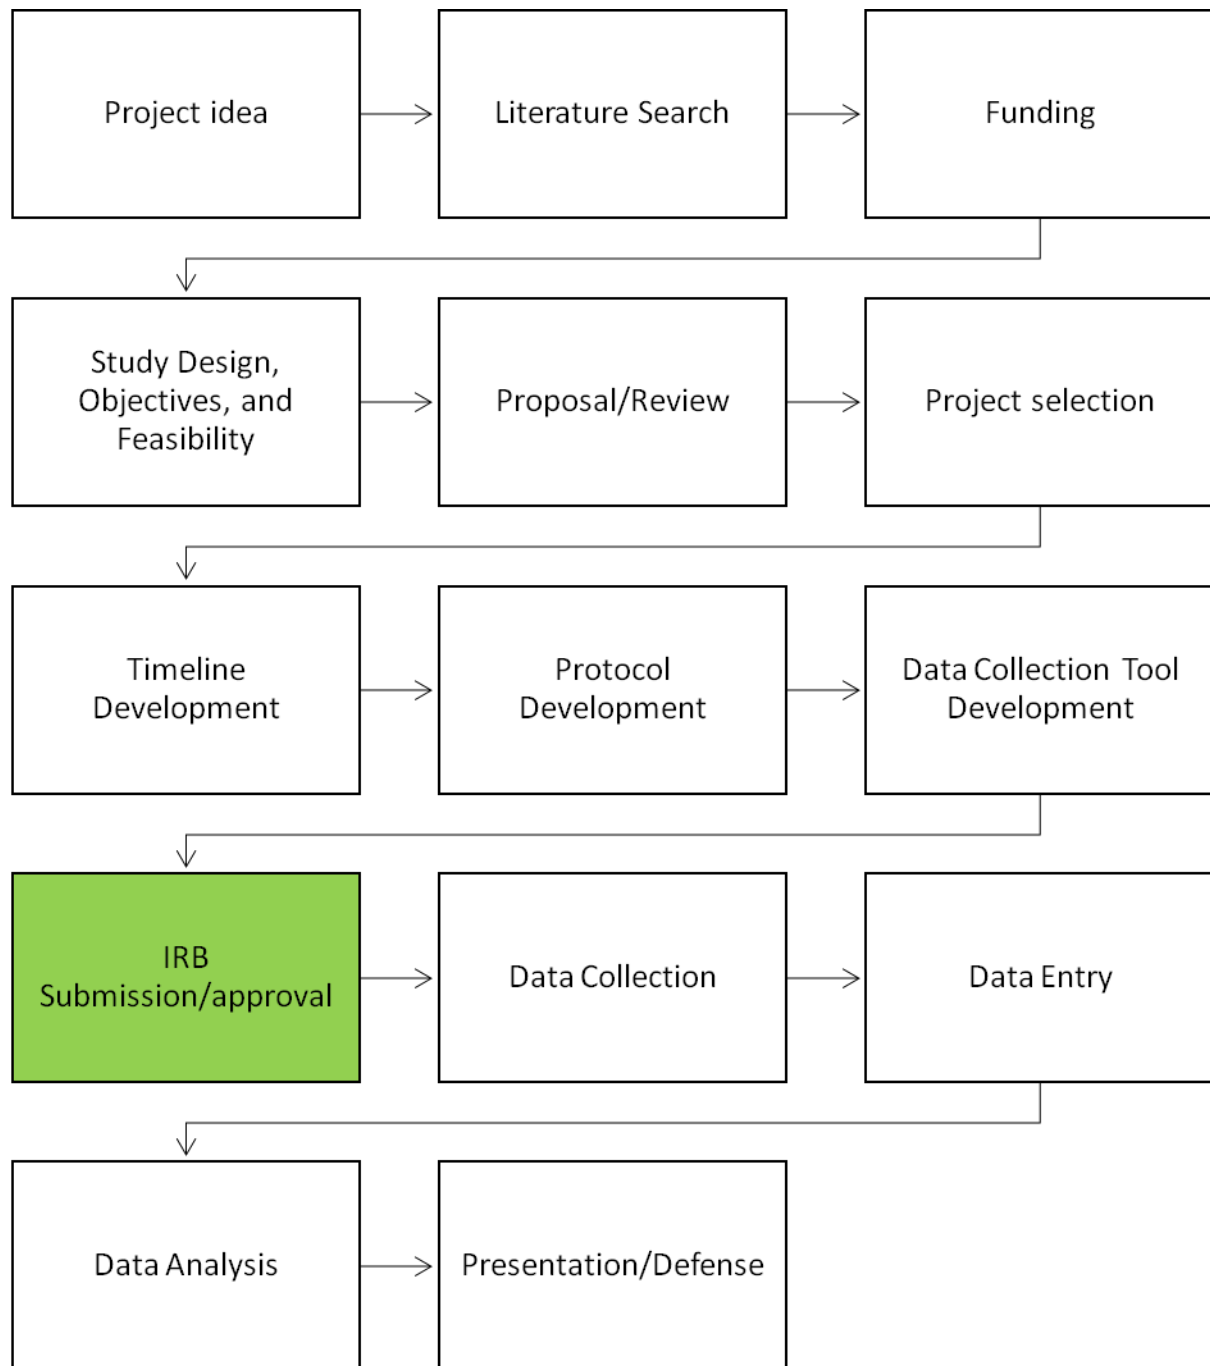 Project idea
Literature Search
Funding
Study Design,
Objectives, and
Feasibility
Proposal/Review
Project selection
Timeline
Development
Protocol
Development
Data Collection Tool
Development
IRB
Submission/approval
Data Collection
Data Entry
Data Analysis
Presentation/Defense